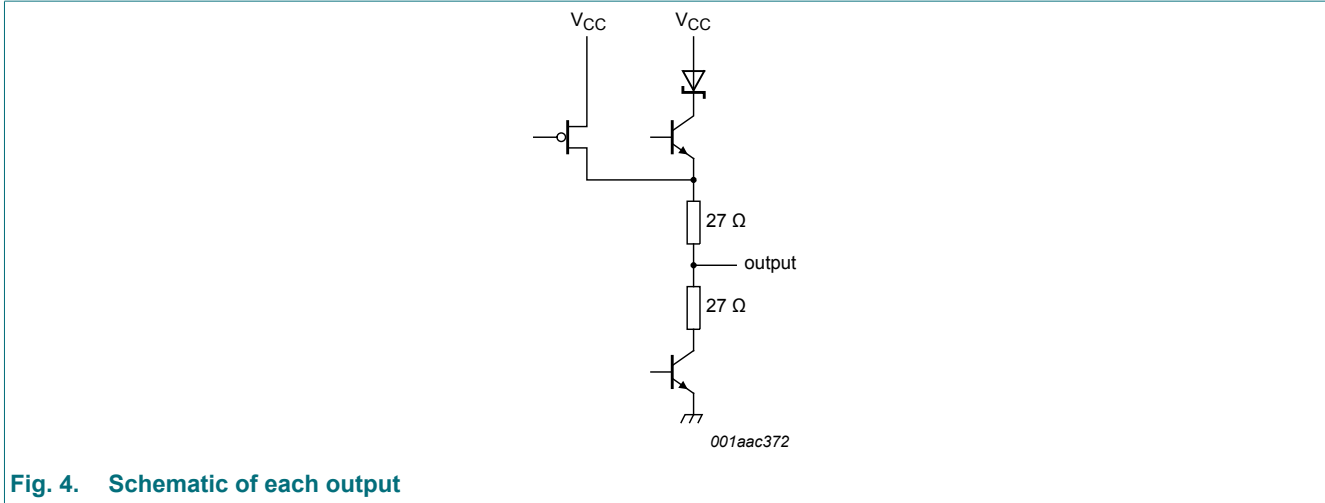 VCC VCC
27 Ω
output
27 Ω
001aac372
Fig. 4. Schematic of each output